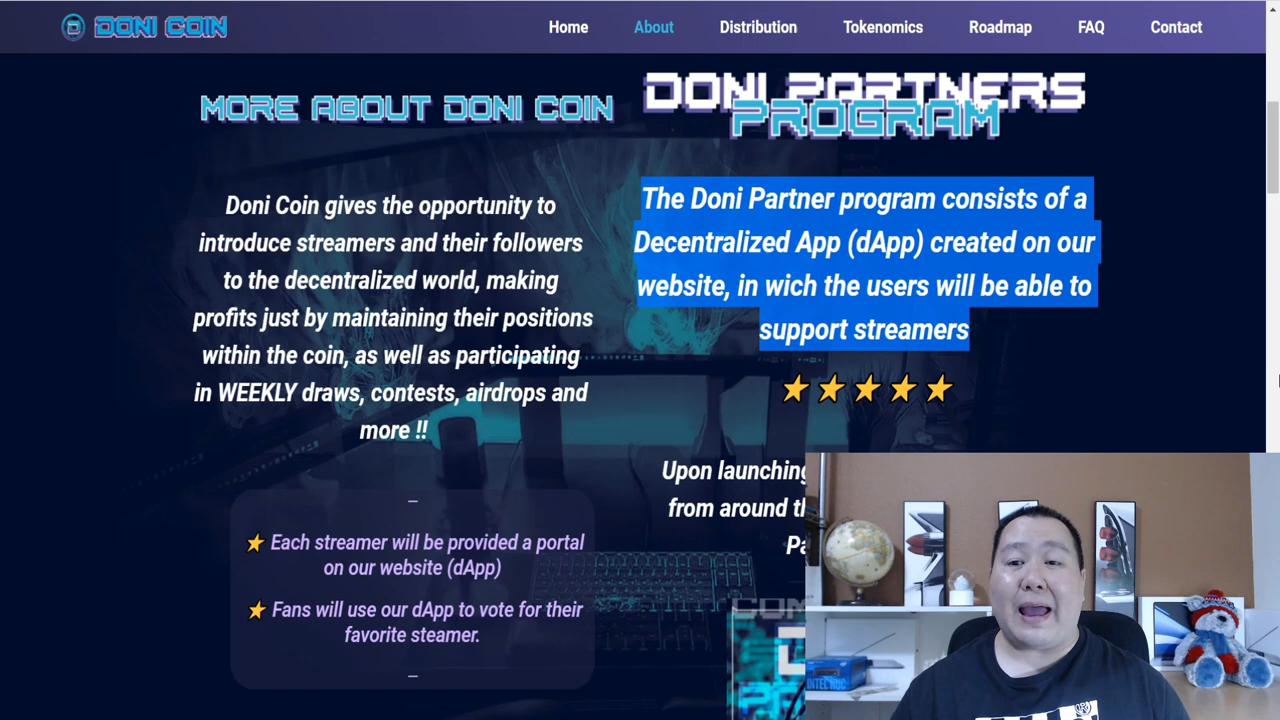 DONI COIN
Home
About
Distribution
Tokenomics
Roadmap
FAQ
Contact
MORE ABOUT DONI COIN
Doni Coin gives the opportunity to
introduce streamers and their followers
to the decentralized world, making
profits just by maintaining their positions
within the coin, as well as participating
in WEEKLY draws, contests, airdrops and
more !!
Each streamer will be provided a portal
on our website (dApp)
Fans will use our dApp to vote for their
favorite steamer.
DONI PARTNERS
PROGRAM
The Doni Partner program consists of a
Decentralized App (dApp) created on our
website, in wich the users will be able to
support streamers
Upon launching
from around th
Pa
COM
INTEL NUC